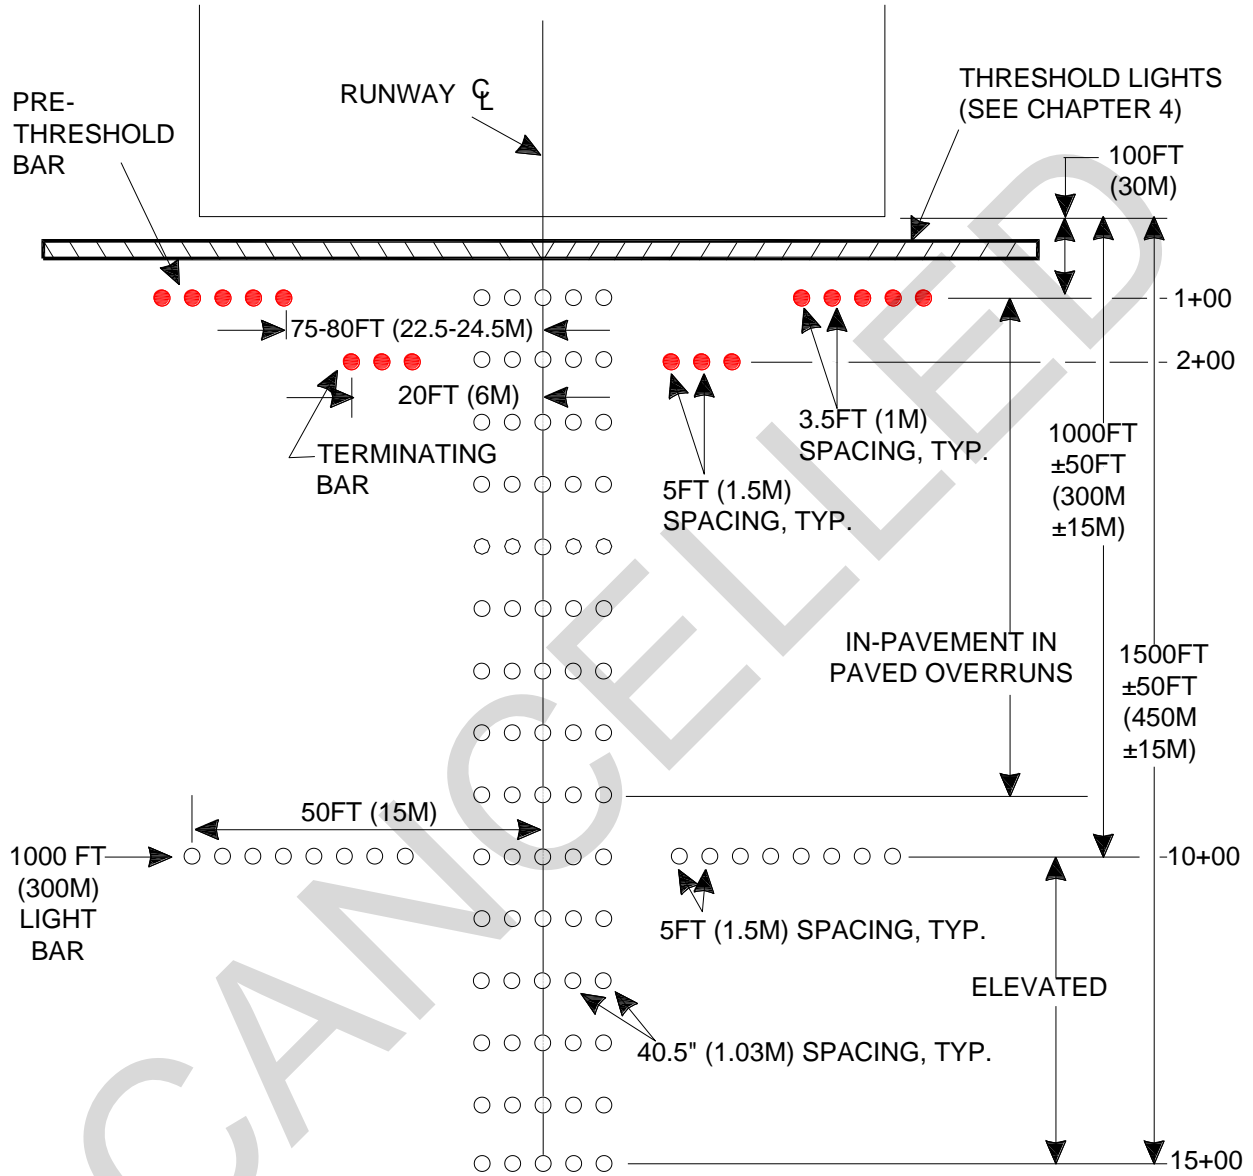 PRE-
THRESHOLD
BAR
RUNWAY ℄
THRESHOLD LIGHTS
(SEE CHAPTER 4)
100FT
(30M)
1+00
75-80FT (22.5-24.5M)
2+00
20FT (6M)
TERMINATING
BAR
3.5FT (1M)
SPACING, TYP.
5FT (1.5M)
SPACING, TYP.
1000FT
±50FT
(300M
±15M)
IN-PAVEMENT IN
PAVED OVERRUNS
1500FT
±50FT
(450M
±15M)
50FT (15M)
1000 FT
(300M)
LIGHT
BAR
10+00
5FT (1.5M) SPACING, TYP.
ELEVATED
40.5" (1.03M) SPACING, TYP.
15+00
CANCELLED